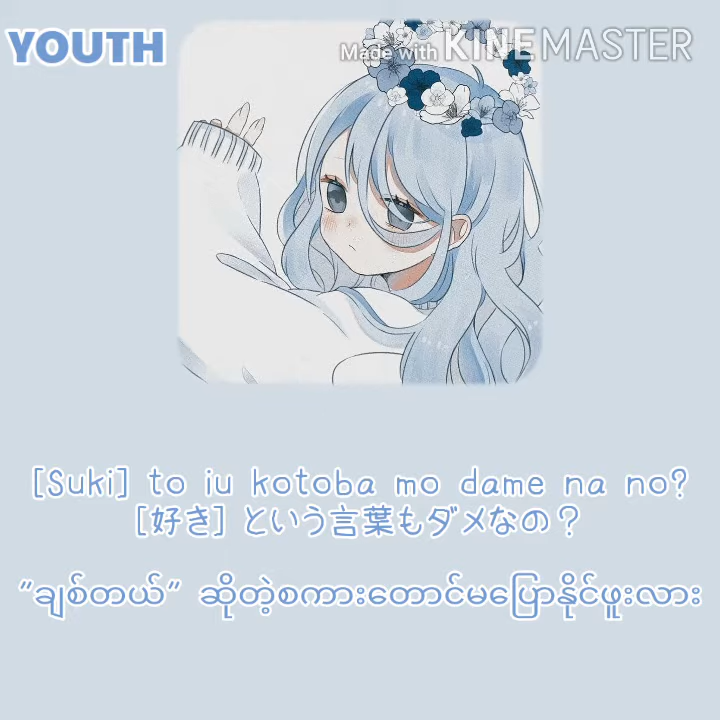 YOUTH
Made with KINEMASTER
[Suki] to iu kotoba mo dame na no?
[好き] という言葉もダメなの？
"ချစ်တယ်" ဆိုတဲ့စကားတောင်မပြောနိုင်ဖူးလား